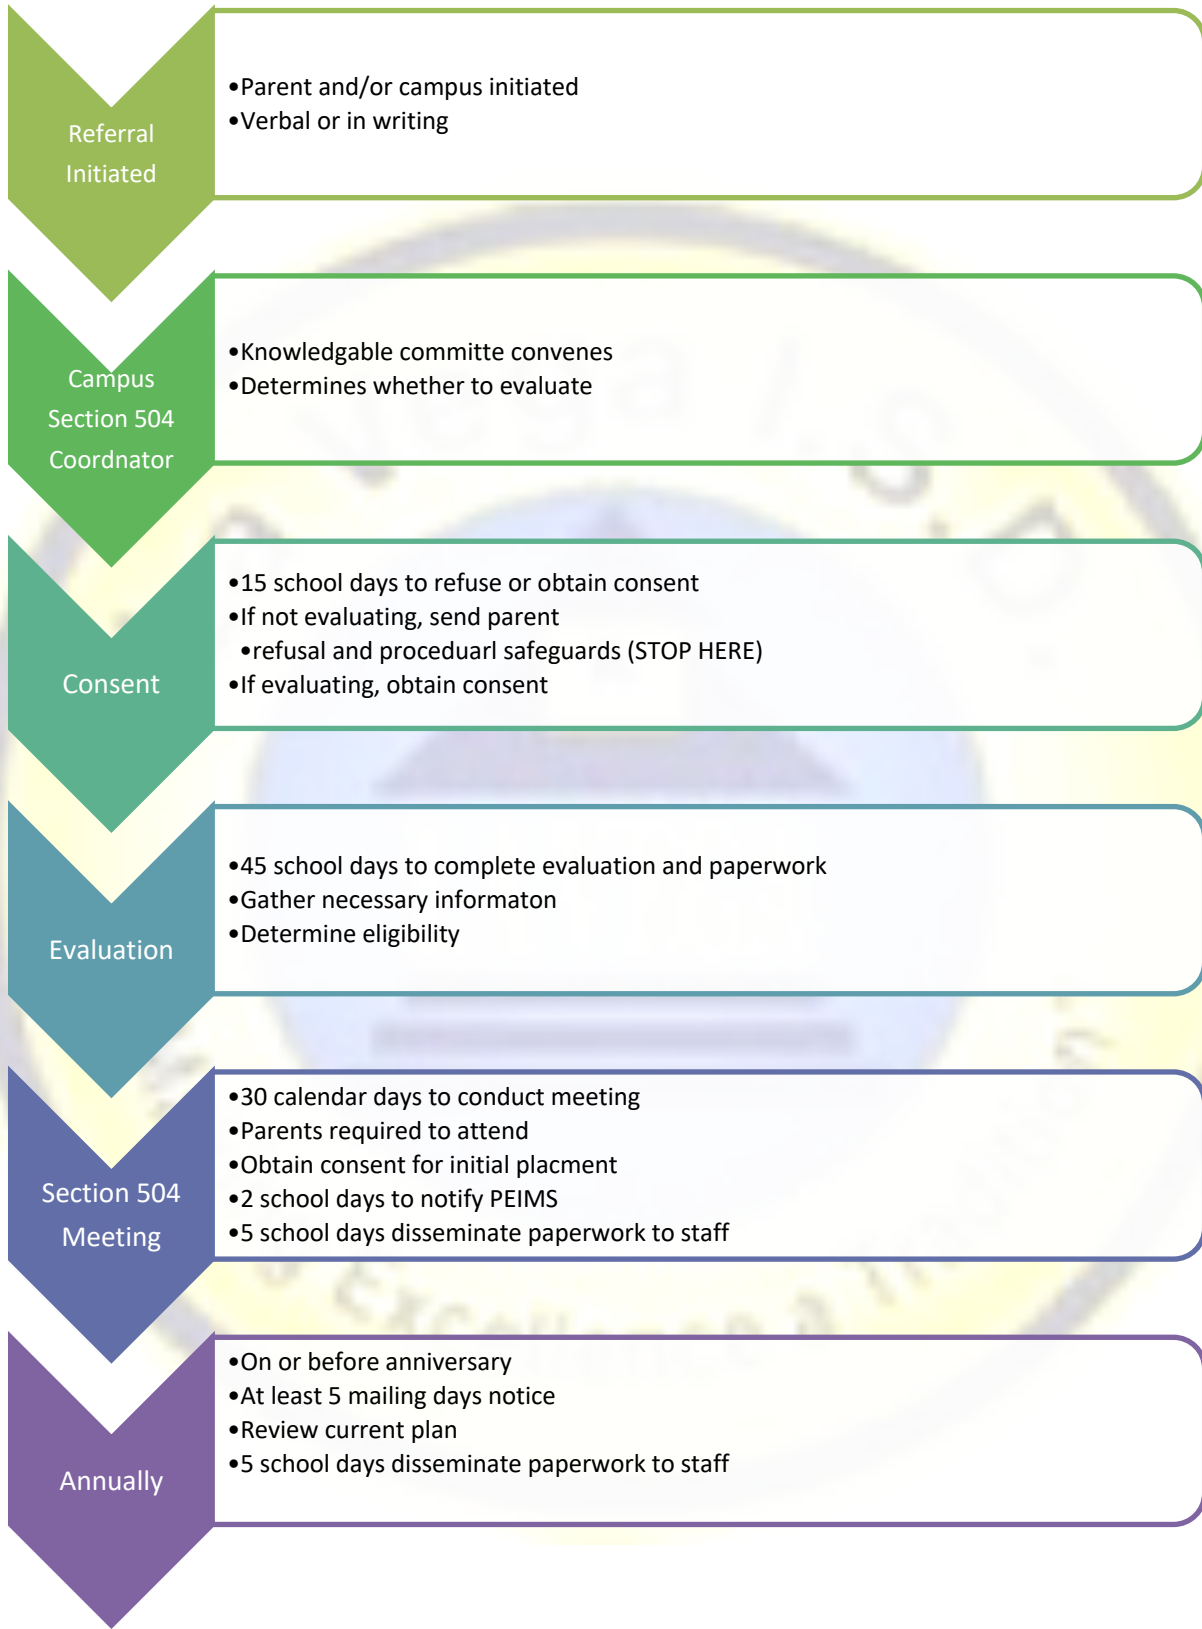 Referral
Initiated
•Parent and/or campus initiated
•Verbal or in writing
Campus
Section 504
Coordnator
•Knowledgable committe convenes
•Determines whether to evaluate
Consent
•15 school days to refuse or obtain consent
•If not evaluating, send parent
•refusal and proceduarl safeguards (STOP HERE)
•If evaluating, obtain consent
Evaluation
•45 school days to complete evaluation and paperwork
•Gather necessary informaton
•Determine eligibility
Section 504
Meeting
•30 calendar days to conduct meeting
•Parents required to attend
•Obtain consent for initial placment
•2 school days to notify PEIMS
•5 school days disseminate paperwork to staff
Annually
•On or before anniversary
•At least 5 mailing days notice
•Review current plan
•5 school days disseminate paperwork to staff
Vega I.S.D.
Excellence a Tradition